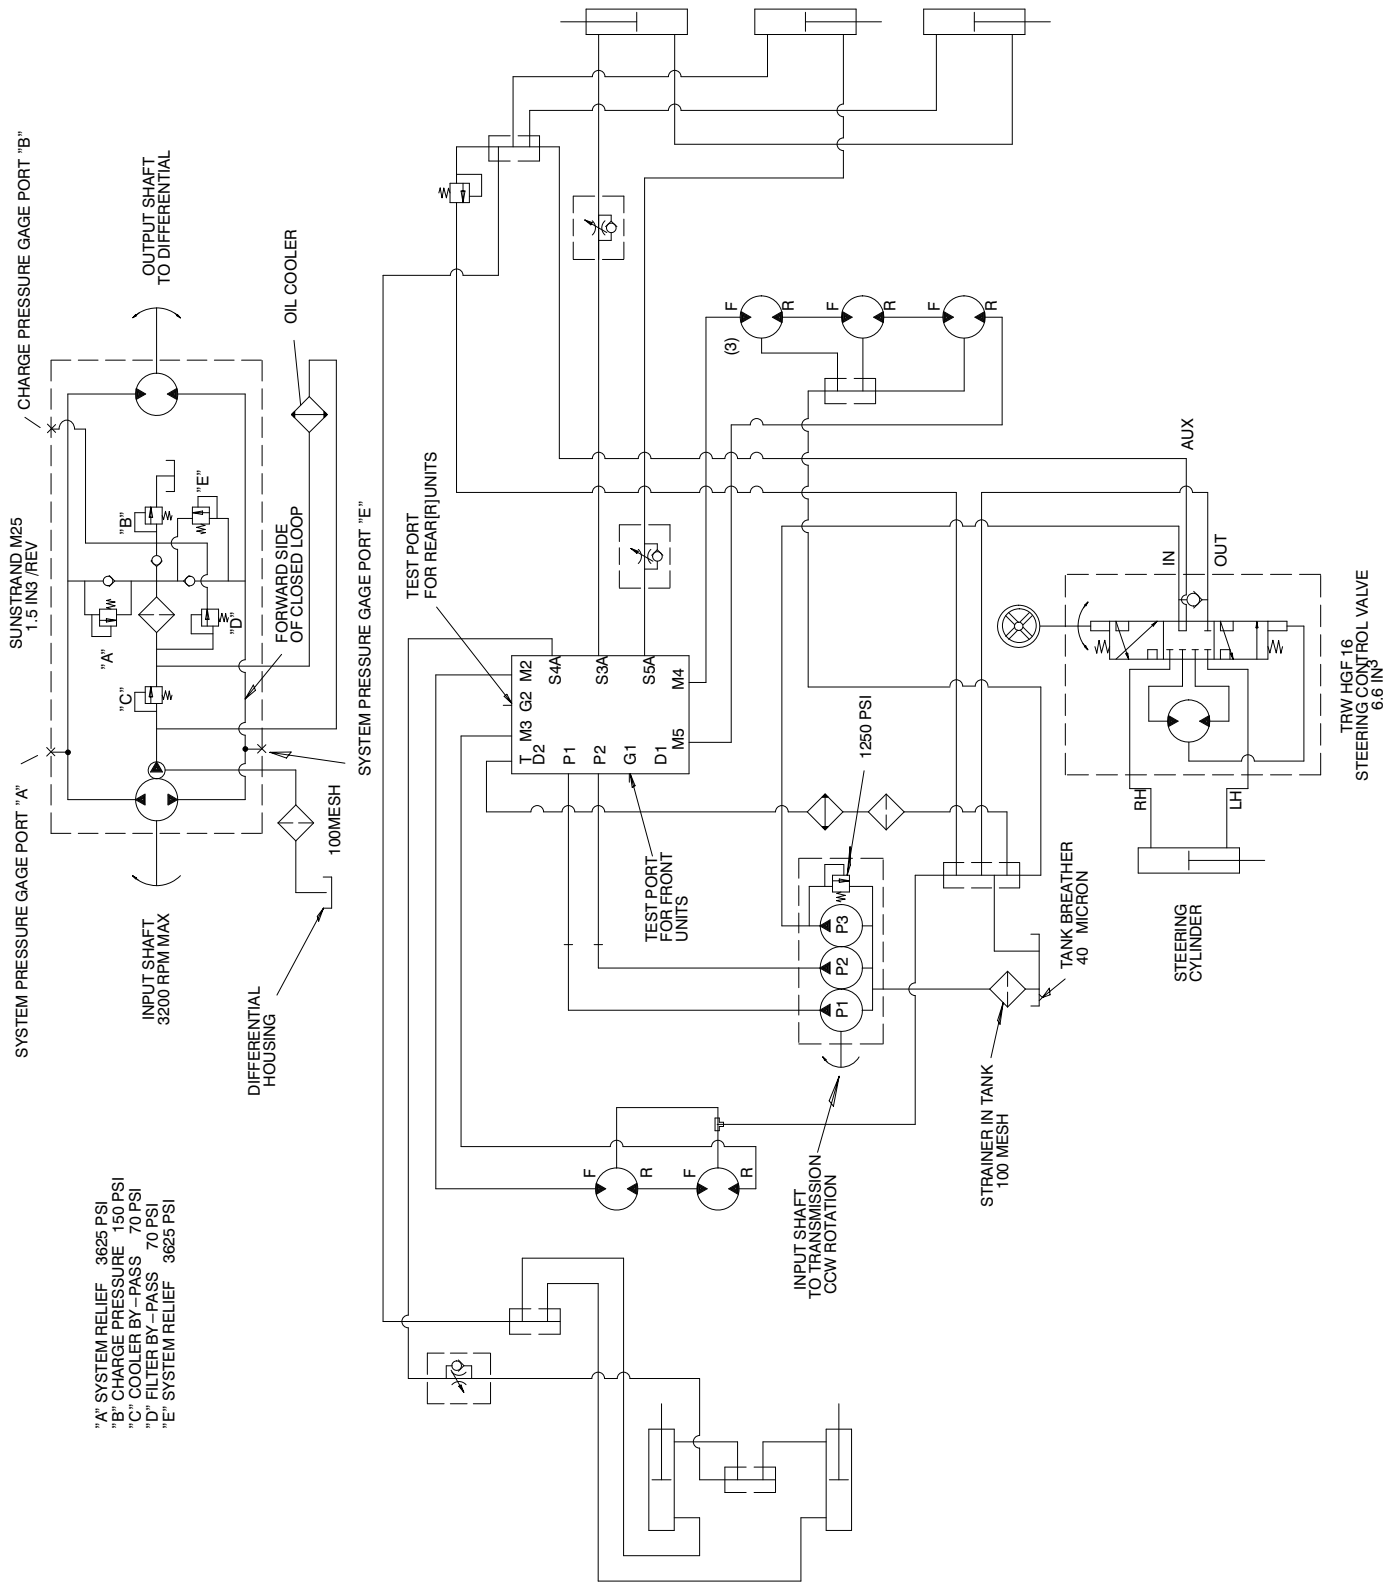 SYSTEM PRESSURE GAGE PORT "A"
SUNSTRAND M25
1.5 IN3 /REV
CHARGE PRESSURE GAGE PORT "B"
INPUT SHAFT
3200 RPM MAX
"C"
"A"
"D"
"B"
"E"
OUTPUT SHAFT
TO DIFFERENTIAL
FORWARD SIDE
OF CLOSED LOOP
OIL COOLER
DIFFERENTIAL
HOUSING
100MESH
SYSTEM PRESSURE GAGE PORT "E"
"A" SYSTEM RELIEF 3625 PSI
"B" CHARGE PRESSURE 150 PSI
"C" COOLER BY-PASS 70 PSI
"D" FILTER BY-PASS 70 PSI
"E" SYSTEM RELIEF 3625 PSI
TEST PORT
FOR REAR[R]UNITS
T M3 G2 M2
D2
S4A
P1
P2
S3A
G1
D1
S5A
M5
M4
F
R
F
R
TEST PORT
FOR FRONT
UNITS
1250 PSI
P1
P2
P3
INPUT SHAFT
TO TRANSMISSION
CCW ROTATION
(3)
F
R
F
R
F
R
STRAINER IN TANK
100 MESH
TANK BREATHER
40 MICRON
STEERING
CYLINDER
RH
LH
IN
OUT
AUX
TRW HGF 16
STEERING CONTROL VALVE
6.6 IN3